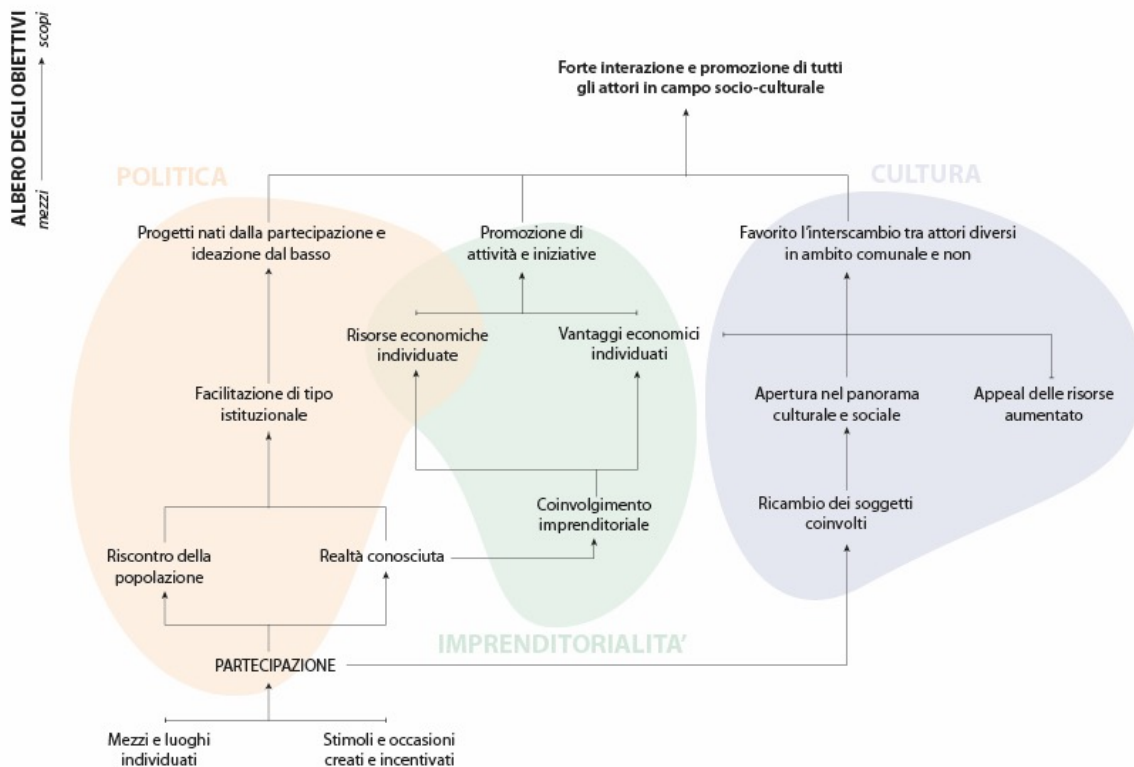 ALBERO DEGLI OBIETTIVI
mezzi
scopi
Forte interazione e promozione di tutti
gli attori in campo socio-culturale
POLITICA
CULTURA
Progetti nati dalla partecipazione e
ideazione dal basso
Promozione di
attività e iniziative
Favorito l'interscambio tra attori diversi
in ambito comunale e non
Risorse economiche
individuate
Vantaggi economici
individuati
Facilitazione di tipo
istituzionale
Apertura nel panorama
culturale e sociale
Appeal delle risorse
aumentato
Coinvolgimento
imprenditoriale
Ricambio dei soggetti
coinvolti
Riscontro della
popolazione
Realtà conosciuta
IMPRENDITORIALITA'
PARTECIPAZIONE
Mezzi e luoghi
individuati
Stimoli e occasioni
creati e incentivati